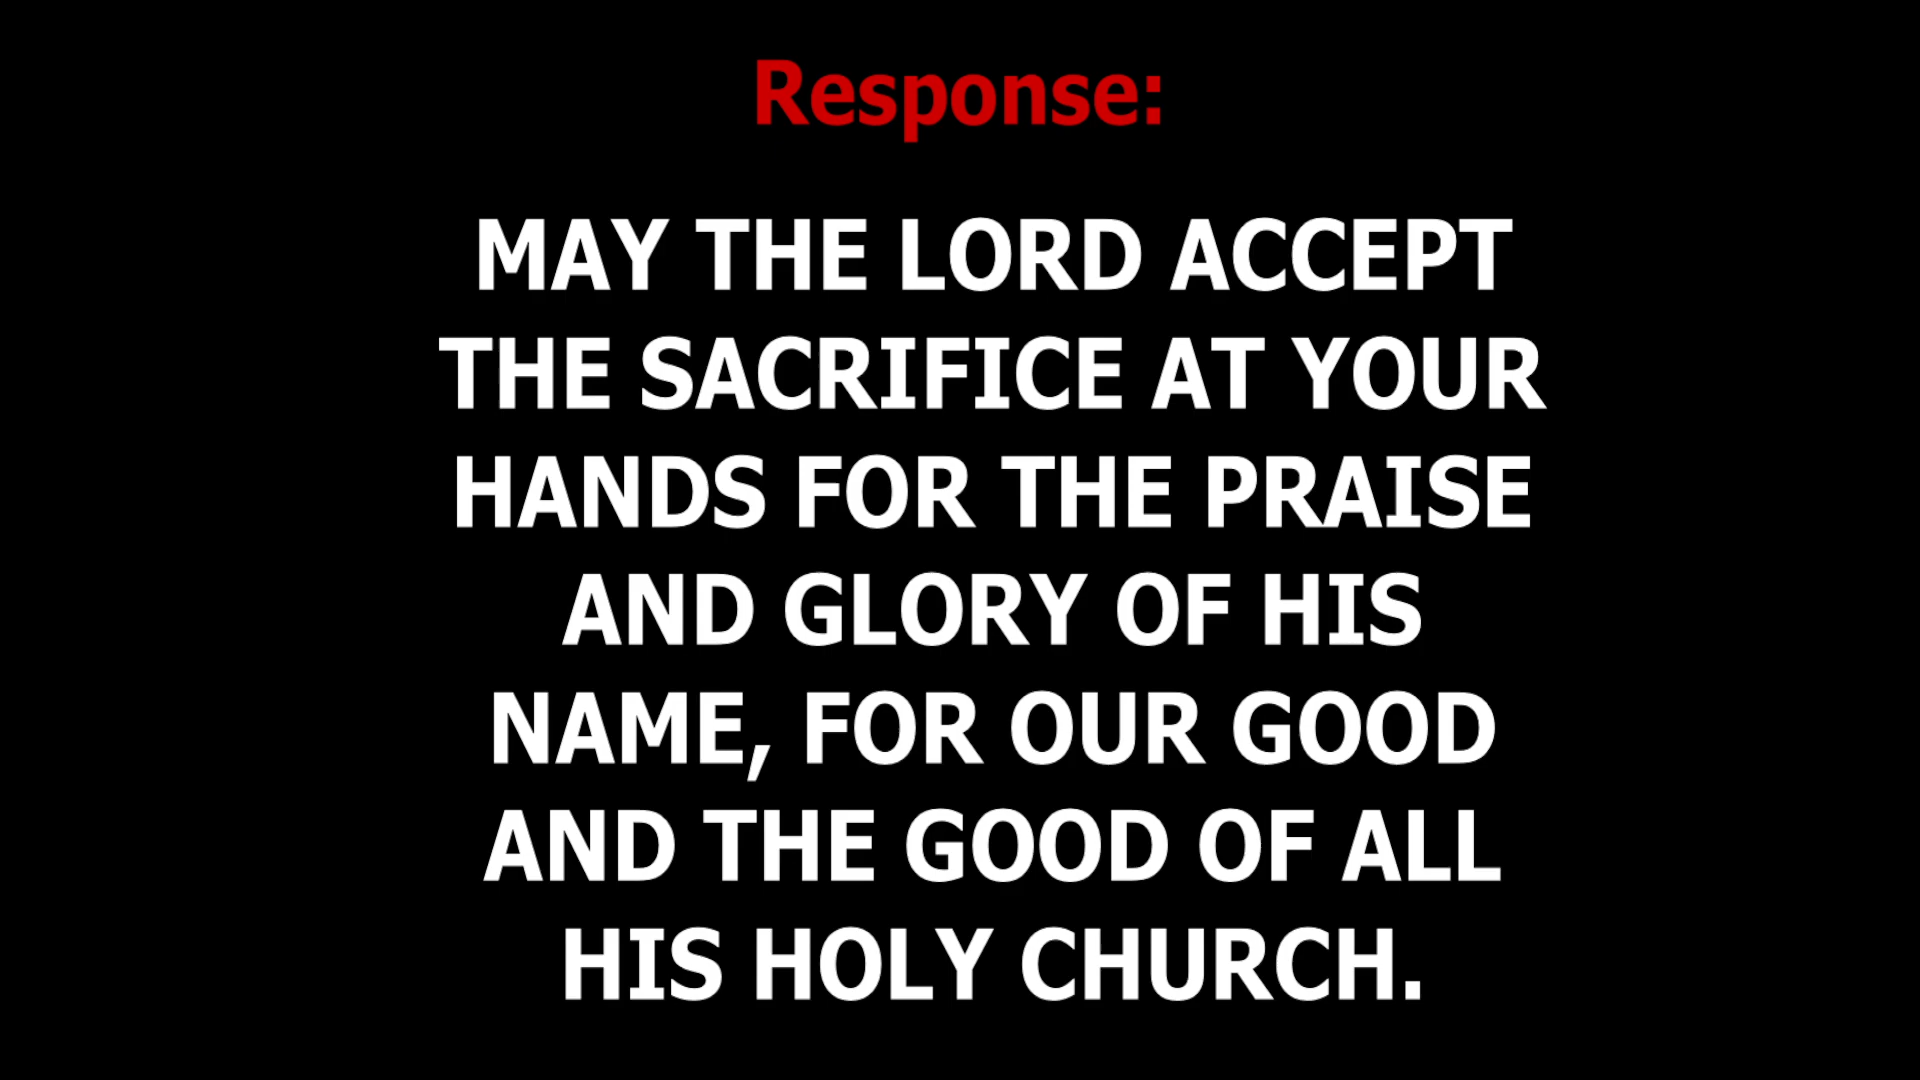 Response:
MAY THE LORD ACCEPT
THE SACRIFICE AT YOUR
HANDS FOR THE PRAISE
AND GLORY OF HIS
NAME, FOR OUR GOOD
AND THE GOOD OF ALL
HIS HOLY CHURCH.